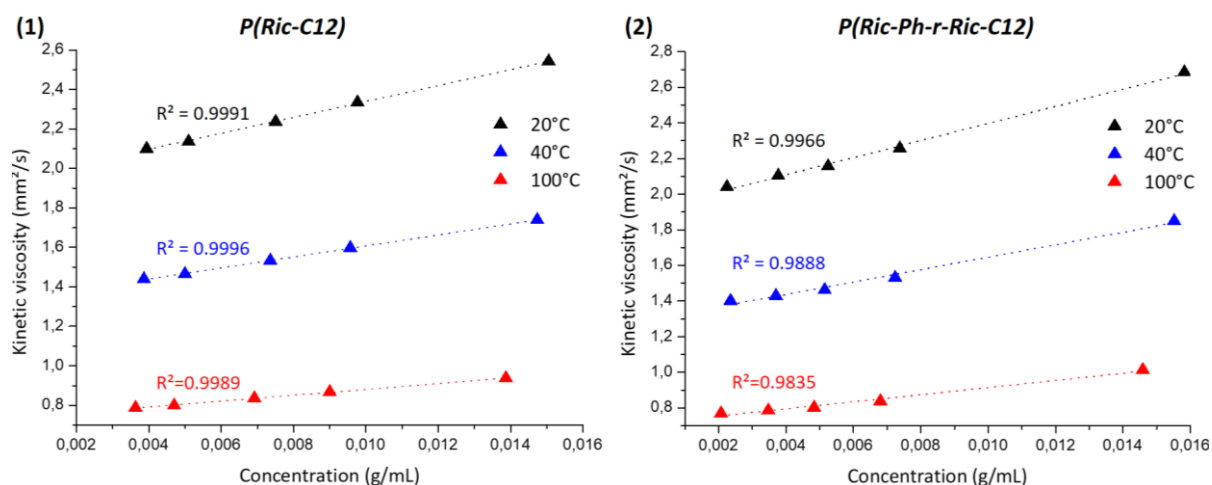 (1) P(Ric-C12)
2,6
2,4
2,2
2,0
1,8
1,6
1,4
1,2
1,0
0,8
Kinetic viscosity (mm²/s)
R² = 0.9991
R² = 0.9996
R²=0.9989
20°C
40°C
100°C
0,002 0,004 0,006 0,008 0,010 0,012 0,014 0,016
Concentration (g/mL)
(2) P(Ric-Ph-r-Ric-C12)
2,8
2,6
2,4
2,2
2,0
1,8
1,6
1,4
1,2
1,0
0,8
Kinetic viscosity (mm²/s)
R² = 0.9966
R² = 0.9888
R²=0.9835
20°C
40°C
100°C
0,002 0,004 0,006 0,008 0,010 0,012 0,014 0,016
Concentration (g/mL)